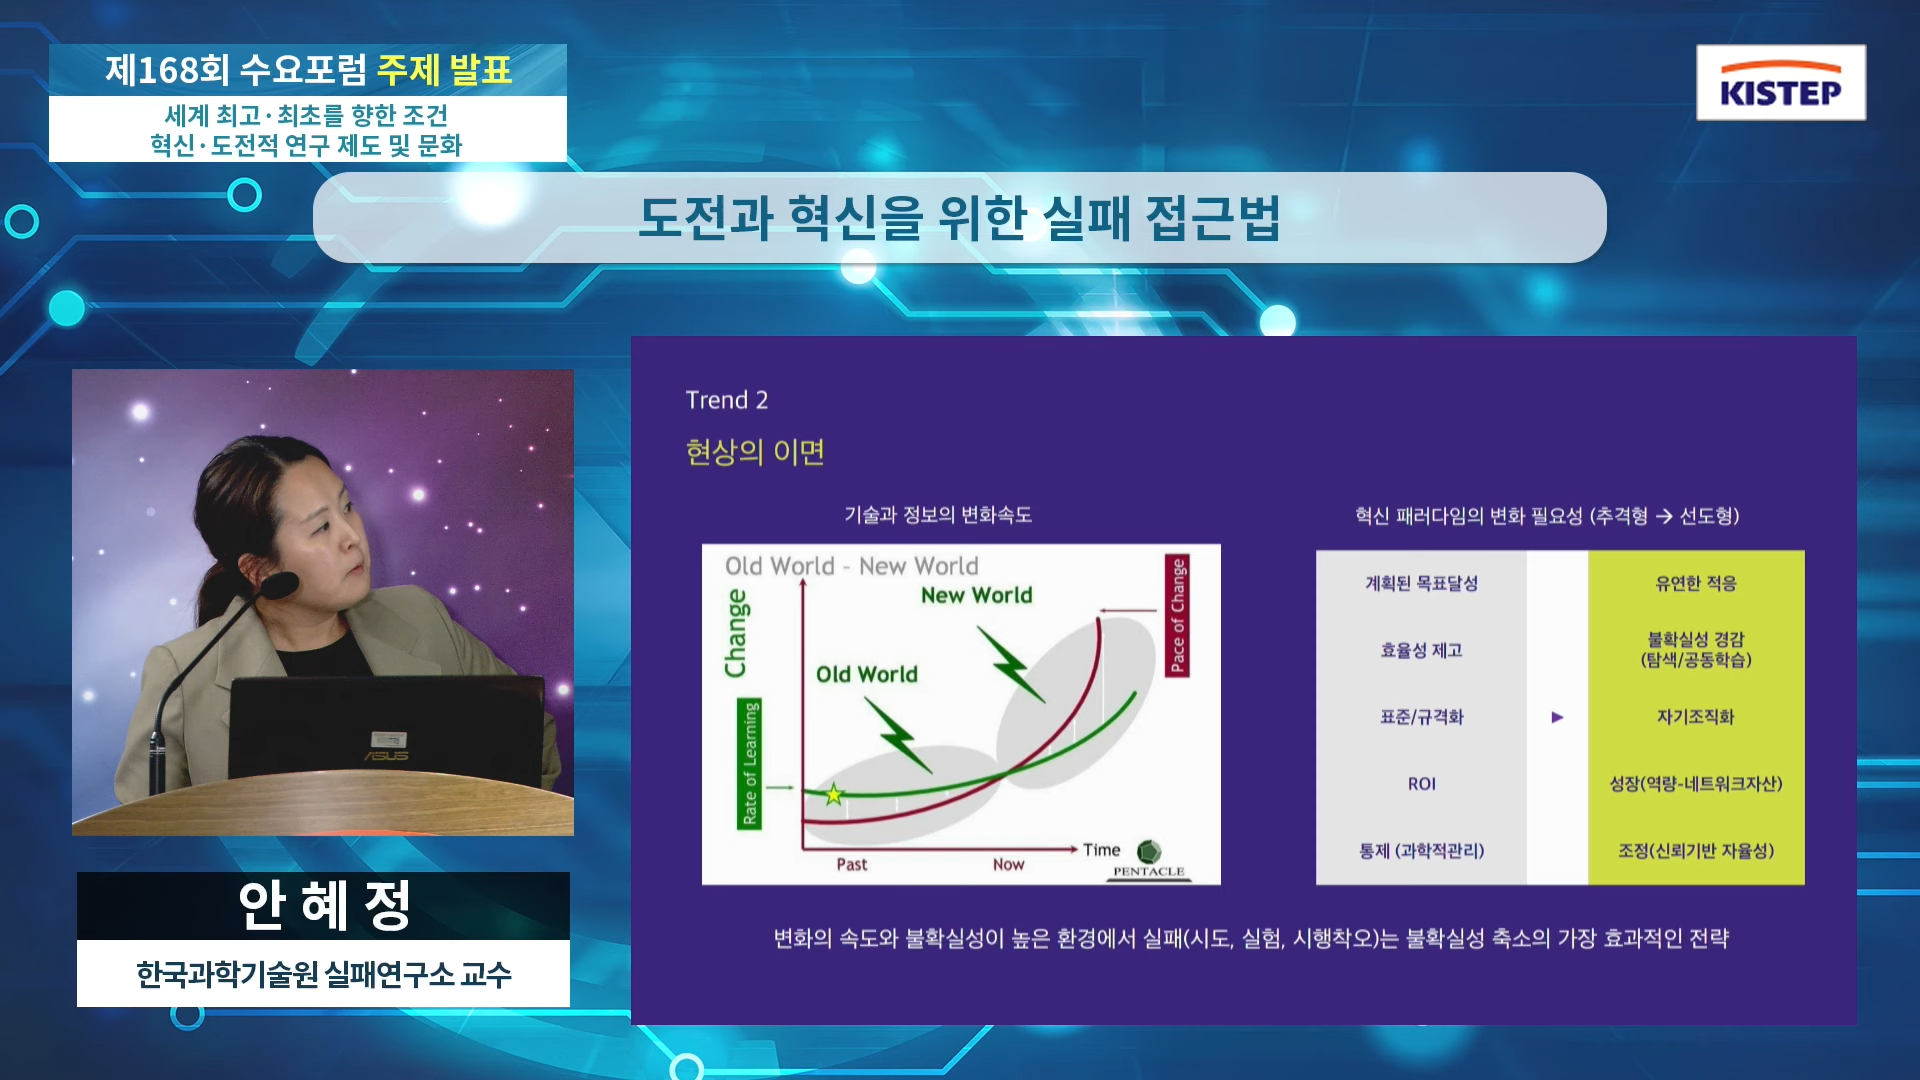 제168회 수요포럼 주제 발표
세계 최고·최초를 향한 조건
혁신·도전적 연구 제도 및 문화
KISTEP
도전과 혁신을 위한 실패 접근법
Trend 2
현상의 이면
기술과 정보의 변화속도
Old World - New World
Change
Rate of Learning
Old World
New World
Pace of Change
Past
Now
Time
PENTACLE
혁신 패러다임의 변화 필요성 (추격형 → 선도형)
계획된 목표달성
유연한 적응
효율성 제고
불확실성 경감
(탐색/공동학습)
표준/규격화
▶
자기조직화
ROI
성장(역량-네트워크자산)
통제 (과학적관리)
조정(신뢰기반 자율성)
변화의 속도와 불확실성이 높은 환경에서 실패(시도, 실험, 시행착오)는 불확실성 축소의 가장 효과적인 전략
ASUS
안혜정
한국과학기술원 실패연구소 교수